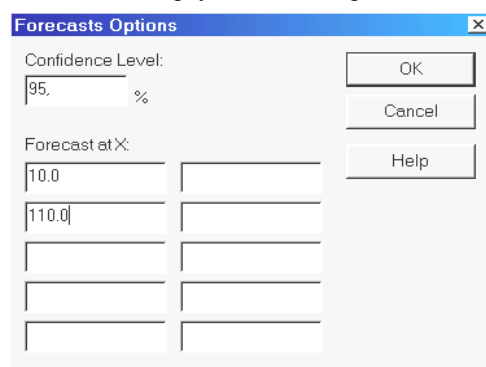 Forecasts Options
Confidence Level:
95,
%
Forecast at X:
10.0
110.0
OK
Cancel
Help